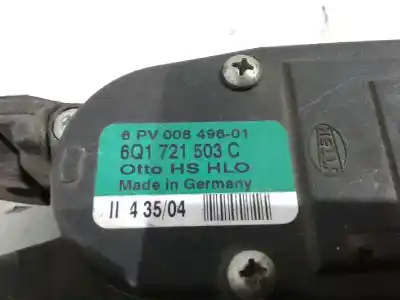 6 PV 008 496-01
6Q1 721 503 C
Otto HS HLO
Made in Germany
II 4 35/04
HELLA